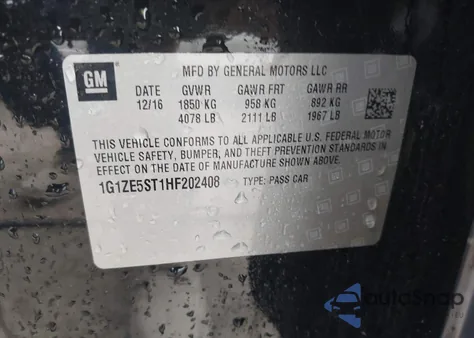 GM
MFD BY GENERAL MOTORS LLC
DATE GVWR GAWR FRT GAWR RR
12/16 1850 KG 958 KG 892 KG
4078 LB 2111 LB 1967 LB
THIS VEHICLE CONFORMS TO ALL APPLICABLE U.S. FEDERAL MOTOR
VEHICLE SAFETY, BUMPER, AND THEFT PREVENTION STANDARDS IN
EFFECT ON THE DATE OF MANUFACTURE SHOWN ABOVE.
1G1ZE5ST1HF202408 TYPE: PASS CAR
autoSnap
.EU